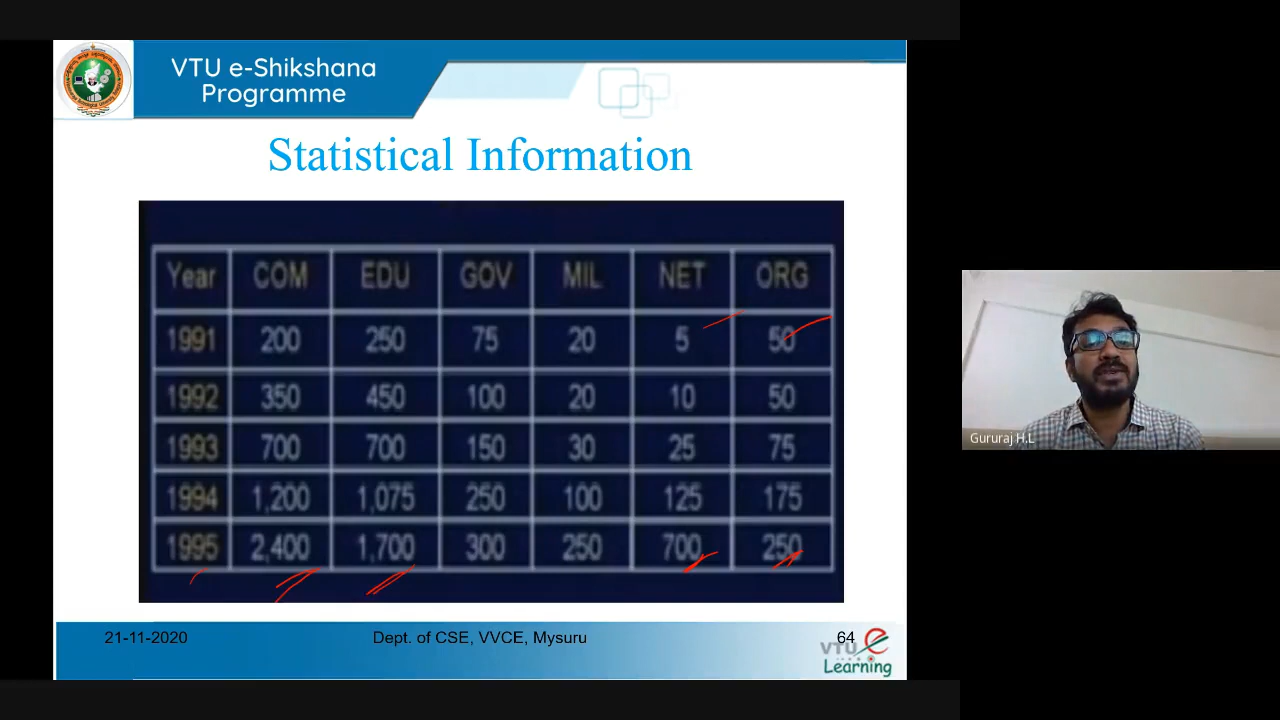 VTU e-Shikshana
Programme
Statistical Information
Year COM EDU GOV MIL NET ORG
1991 200 250 75 20 5 50
1992 350 450 100 20 10 50
1993 700 700 150 30 25 75
1994 1,200 1,075 250 100 125 175
1995 2,400 1,700 300 250 700 250
Gururaj H.L
21-11-2020 Dept. of CSE, VVCE, Mysuru 64
VTU e
Learning